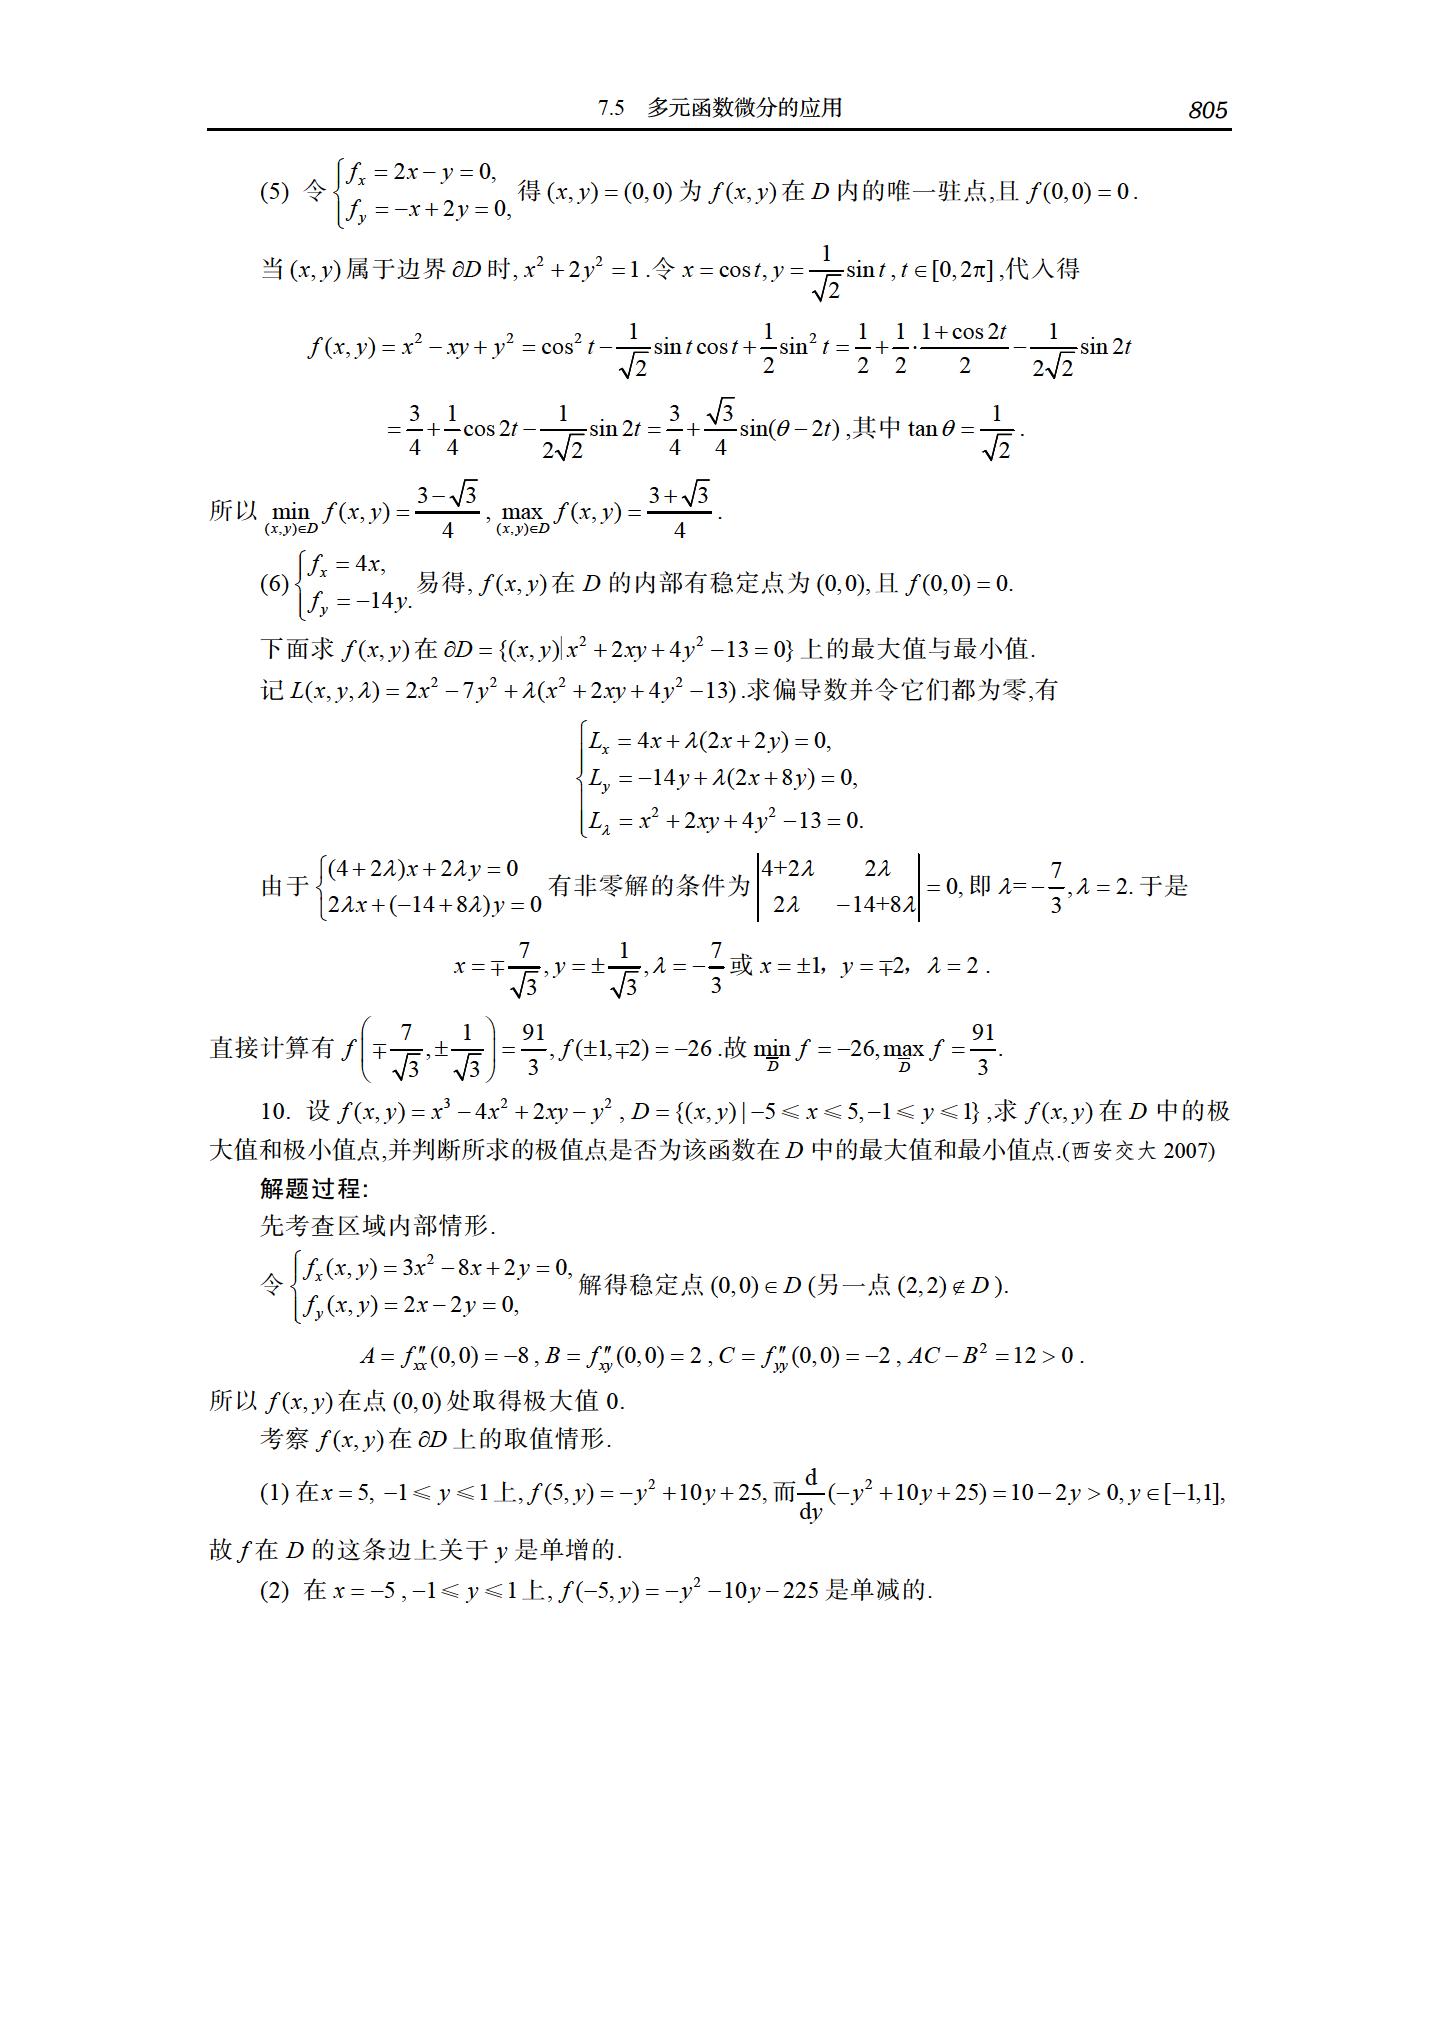 7.5 多元函数微分的应用 805
(5) 令 $\begin{cases} f_x = 2x - y = 0, \\ f_y = -x + 2y = 0, \end{cases}$ 得 $(x, y) = (0, 0)$ 为 $f(x, y)$ 在 $D$ 内的唯一驻点,且 $f(0, 0) = 0$.
当 $(x, y)$ 属于边界 $\partial D$ 时, $x^2 + 2y^2 = 1$.令 $x = \cos t, y = \frac{1}{\sqrt{2}} \sin t, t \in [0, 2\pi]$,代入得
$f(x, y) = x^2 - xy + y^2 = \cos^2 t - \frac{1}{\sqrt{2}} \sin t \cos t + \frac{1}{2} \sin^2 t = \frac{1}{2} + \frac{1}{2} \cdot \frac{1 + \cos 2t}{2} - \frac{1}{2\sqrt{2}} \sin 2t$
$= \frac{3}{4} + \frac{1}{4} \cos 2t - \frac{1}{2\sqrt{2}} \sin 2t = \frac{3}{4} + \frac{\sqrt{3}}{4} \sin(\theta - 2t)$,其中 $\tan \theta = \frac{1}{\sqrt{2}}$.
所以 $\min_{(x,y) \in D} f(x, y) = \frac{3 - \sqrt{3}}{4}$, $\max_{(x,y) \in D} f(x, y) = \frac{3 + \sqrt{3}}{4}$.
(6) $\begin{cases} f_x = 4x, \\ f_y = -14y. \end{cases}$ 易得, $f(x, y)$ 在 $D$ 的内部有稳定点为 $(0, 0)$, 且 $f(0, 0) = 0.$
下面求 $f(x, y)$ 在 $\partial D = \{(x, y) | x^2 + 2xy + 4y^2 - 13 = 0\}$ 上的最大值与最小值.
记 $L(x, y, \lambda) = 2x^2 - 7y^2 + \lambda(x^2 + 2xy + 4y^2 - 13)$.求偏导数并令它们都为零,有
$\begin{cases} L_x = 4x + \lambda(2x + 2y) = 0, \\ L_y = -14y + \lambda(2x + 8y) = 0, \\ L_\lambda = x^2 + 2xy + 4y^2 - 13 = 0. \end{cases}$
由于 $\begin{cases} (4 + 2\lambda)x + 2\lambda y = 0 \\ 2\lambda x + (-14 + 8\lambda)y = 0 \end{cases}$ 有非零解的条件为 $\begin{vmatrix} 4+2\lambda & 2\lambda \\ 2\lambda & -14+8\lambda \end{vmatrix} = 0,$ 即 $\lambda = -\frac{7}{3}, \lambda = 2.$ 于是
$x = \mp \frac{7}{\sqrt{3}}, y = \pm \frac{1}{\sqrt{3}}, \lambda = -\frac{7}{3}$ 或 $x = \pm 1$, $y = \mp 2$, $\lambda = 2$.
直接计算有 $f\left(\mp \frac{7}{\sqrt{3}}, \pm \frac{1}{\sqrt{3}}\right) = \frac{91}{3}, f(\pm 1, \mp 2) = -26$.故 $\min_{\overline{D}} f = -26, \max_{\overline{D}} f = \frac{91}{3}.$
10. 设 $f(x, y) = x^3 - 4x^2 + 2xy - y^2$, $D = \{(x, y) | -5 \leqslant x \leqslant 5, -1 \leqslant y \leqslant 1\}$,求 $f(x, y)$ 在 $D$ 中的极
大值和极小值点,并判断所求的极值点是否为该函数在 $D$ 中的最大值和最小值点.(西安交大 2007)
解题过程:
先考查区域内部情形.
令 $\begin{cases} f_x(x, y) = 3x^2 - 8x + 2y = 0, \\ f_y(x, y) = 2x - 2y = 0, \end{cases}$ 解得稳定点 $(0, 0) \in D$ (另一点 $(2, 2) \notin D$ ).
$A = f''_{xx}(0, 0) = -8$, $B = f''_{xy}(0, 0) = 2$, $C = f''_{yy}(0, 0) = -2$, $AC - B^2 = 12 > 0$.
所以 $f(x, y)$ 在点 $(0, 0)$ 处取得极大值 0.
考察 $f(x, y)$ 在 $\partial D$ 上的取值情形.
(1) 在 $x = 5, -1 \leqslant y \leqslant 1$ 上, $f(5, y) = -y^2 + 10y + 25,$ 而 $\frac{\mathrm{d}}{\mathrm{d}y}(-y^2 + 10y + 25) = 10 - 2y > 0, y \in [-1, 1],$
故 $f$ 在 $D$ 的这条边上关于 $y$ 是单增的.
(2) 在 $x = -5$, $-1 \leqslant y \leqslant 1$ 上, $f(-5, y) = -y^2 - 10y - 225$ 是单减的.